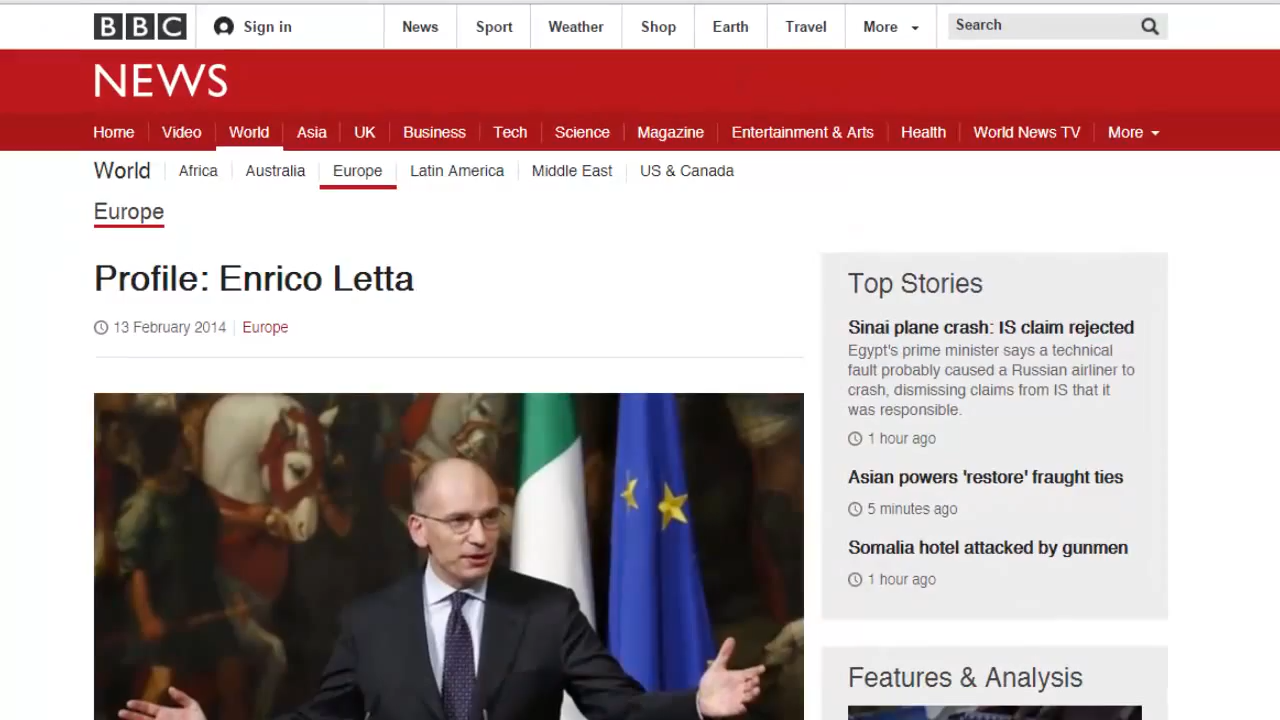 BBC Sign in News Sport Weather Shop Earth Travel More Search
NEWS
Home Video World Asia UK Business Tech Science Magazine Entertainment & Arts Health World News TV More
World Africa Australia Europe Latin America Middle East US & Canada
Europe
Profile: Enrico Letta
13 February 2014 Europe
Top Stories
Sinai plane crash: IS claim rejected
Egypt's prime minister says a technical
fault probably caused a Russian airliner to
crash, dismissing claims from IS that it
was responsible.
1 hour ago
Asian powers 'restore' fraught ties
5 minutes ago
Somalia hotel attacked by gunmen
1 hour ago
Features & Analysis